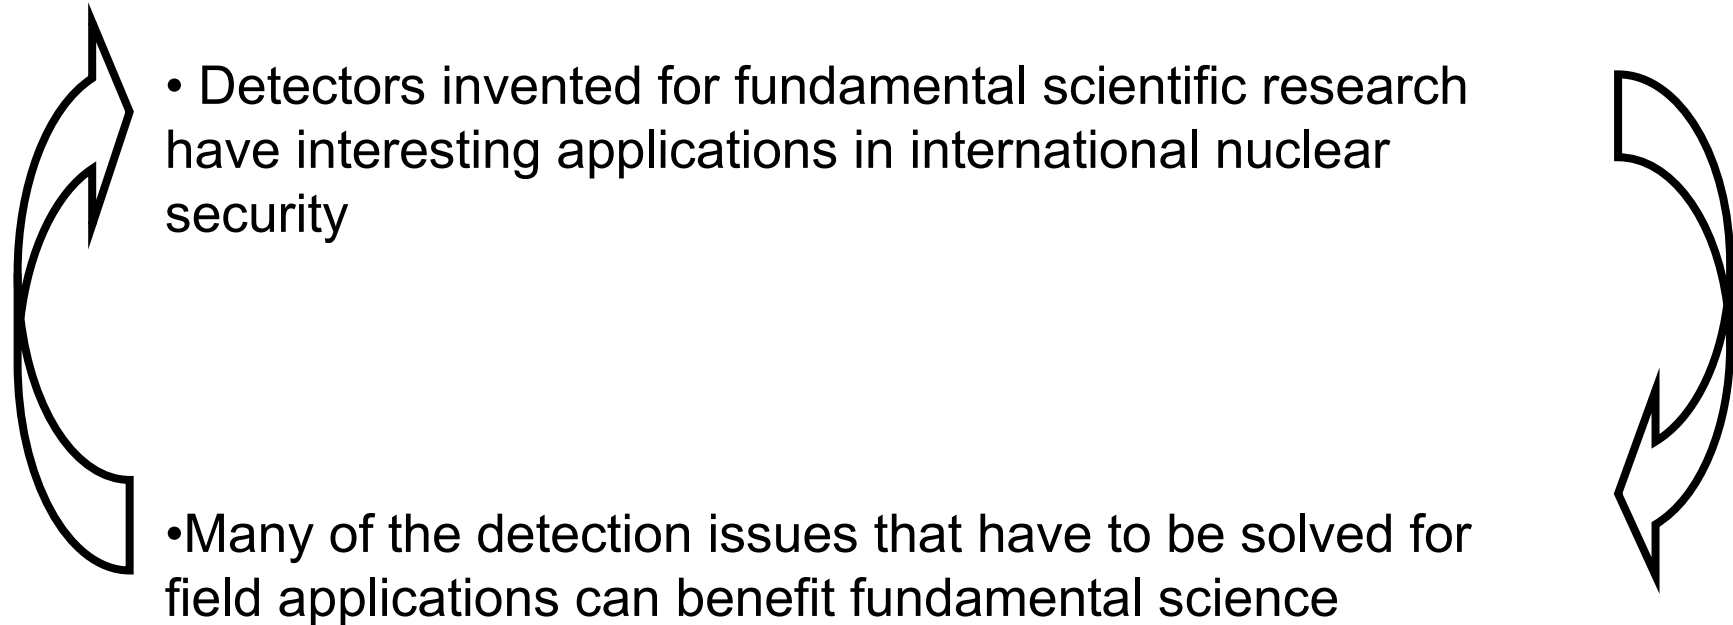 • Detectors invented for fundamental scientific research
have interesting applications in international nuclear
security
•Many of the detection issues that have to be solved for
field applications can benefit fundamental science